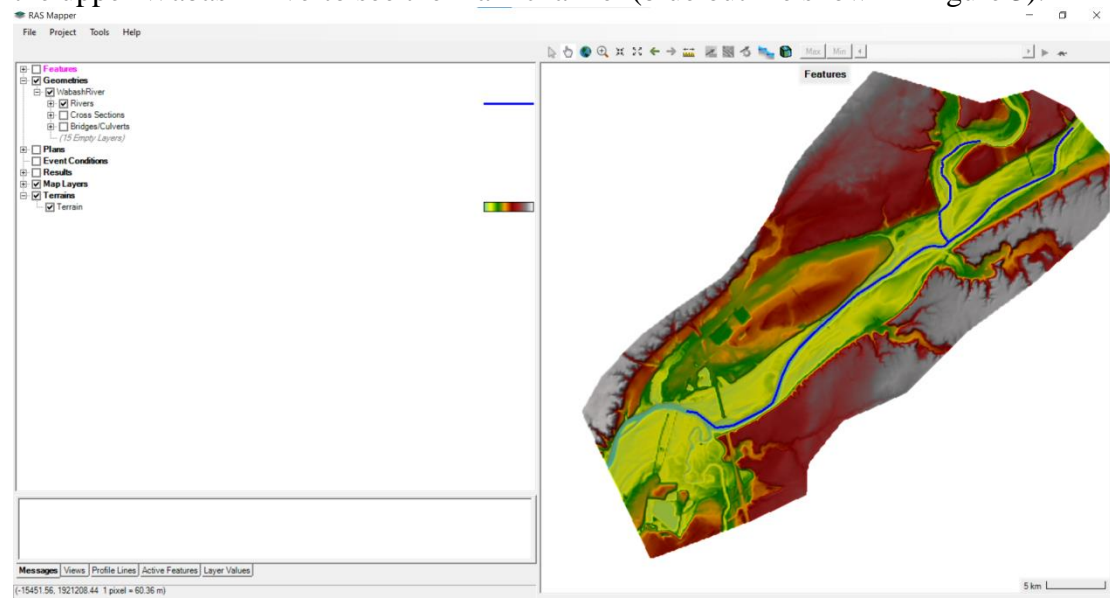 RAS Mapper
File Project Tools Help
Max Min
Features
Geometries
WabashRiver
Rivers
Cross Sections
Bridges/Culverts
(15 Empty Layers)
Plans
Event Conditions
Results
Map Layers
Terrains
Terrain
Features
5 km
Messages Views Profile Lines Active Features Layer Values
(-15451.56, 1921208.44 1 pixel = 60.36 m)